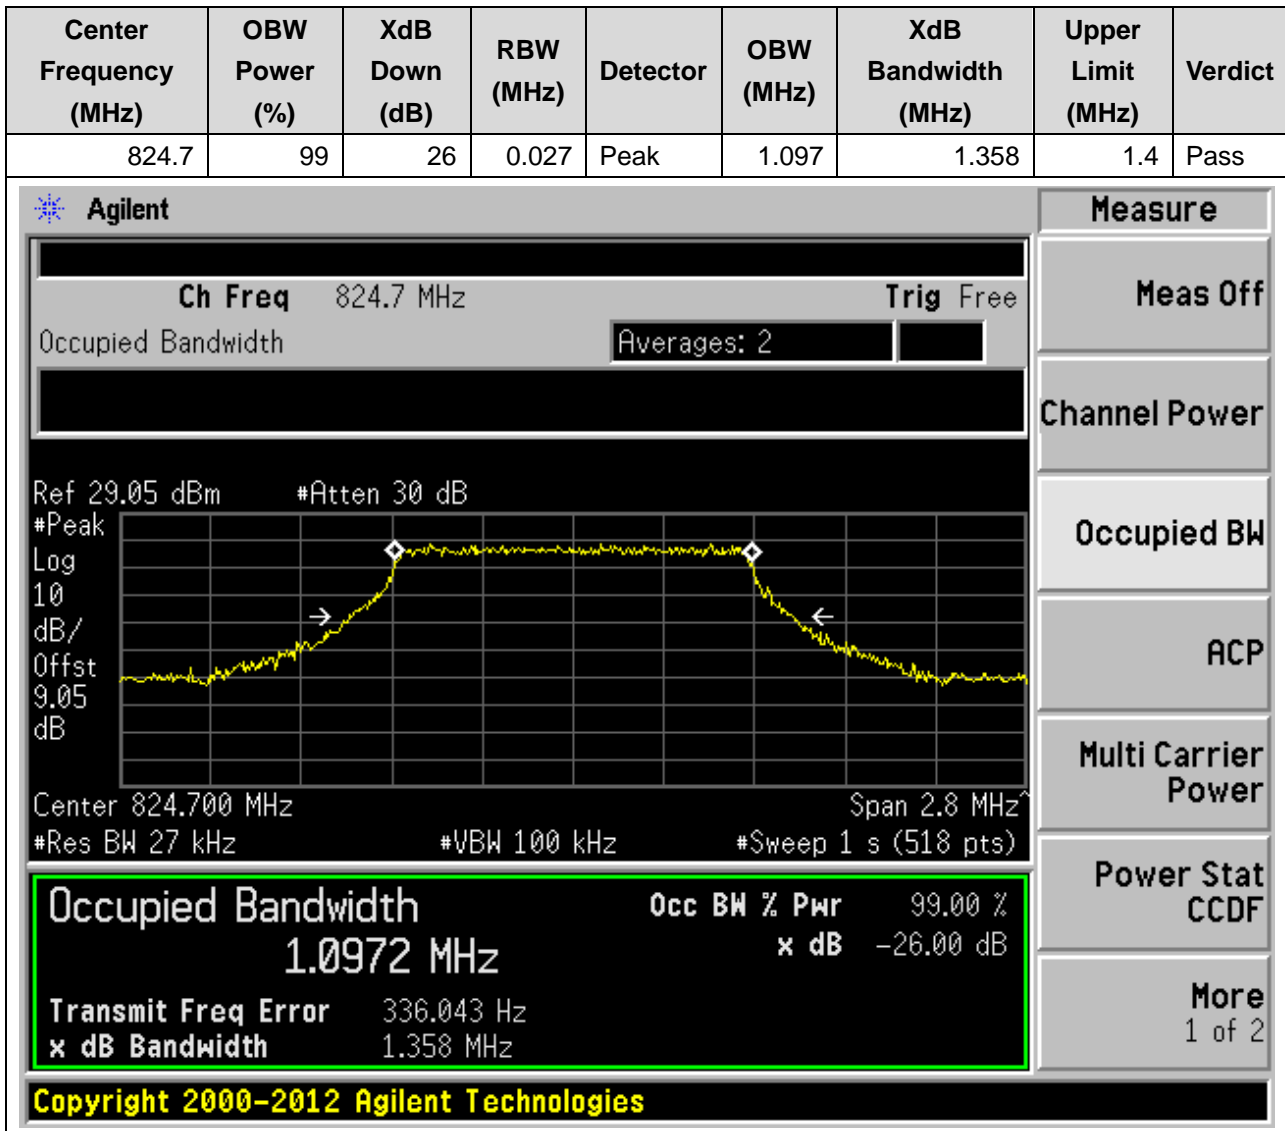 Center Frequency (MHz) OBW Power (%) XdB Down (dB) RBW (MHz) Detector OBW (MHz) XdB Bandwidth (MHz) Upper Limit (MHz) Verdict
824.7 99 26 0.027 Peak 1.097 1.358 1.4 Pass
Agilent
Measure
Ch Freq 824.7 MHz Trig Free
Meas Off
Occupied Bandwidth Averages: 2
Channel Power
Ref 29.05 dBm #Atten 30 dB
#Peak
Log
10
dB/
Offst
9.05
dB
Occupied BW
ACP
Multi Carrier
Power
Center 824.700 MHz Span 2.8 MHz^
#Res BW 27 kHz #VBW 100 kHz #Sweep 1 s (518 pts)
Power Stat
CCDF
Occupied Bandwidth Occ BW % Pwr 99.00 %
1.0972 MHz x dB -26.00 dB
Transmit Freq Error 336.043 Hz
x dB Bandwidth 1.358 MHz
More
1 of 2
Copyright 2000-2012 Agilent Technologies